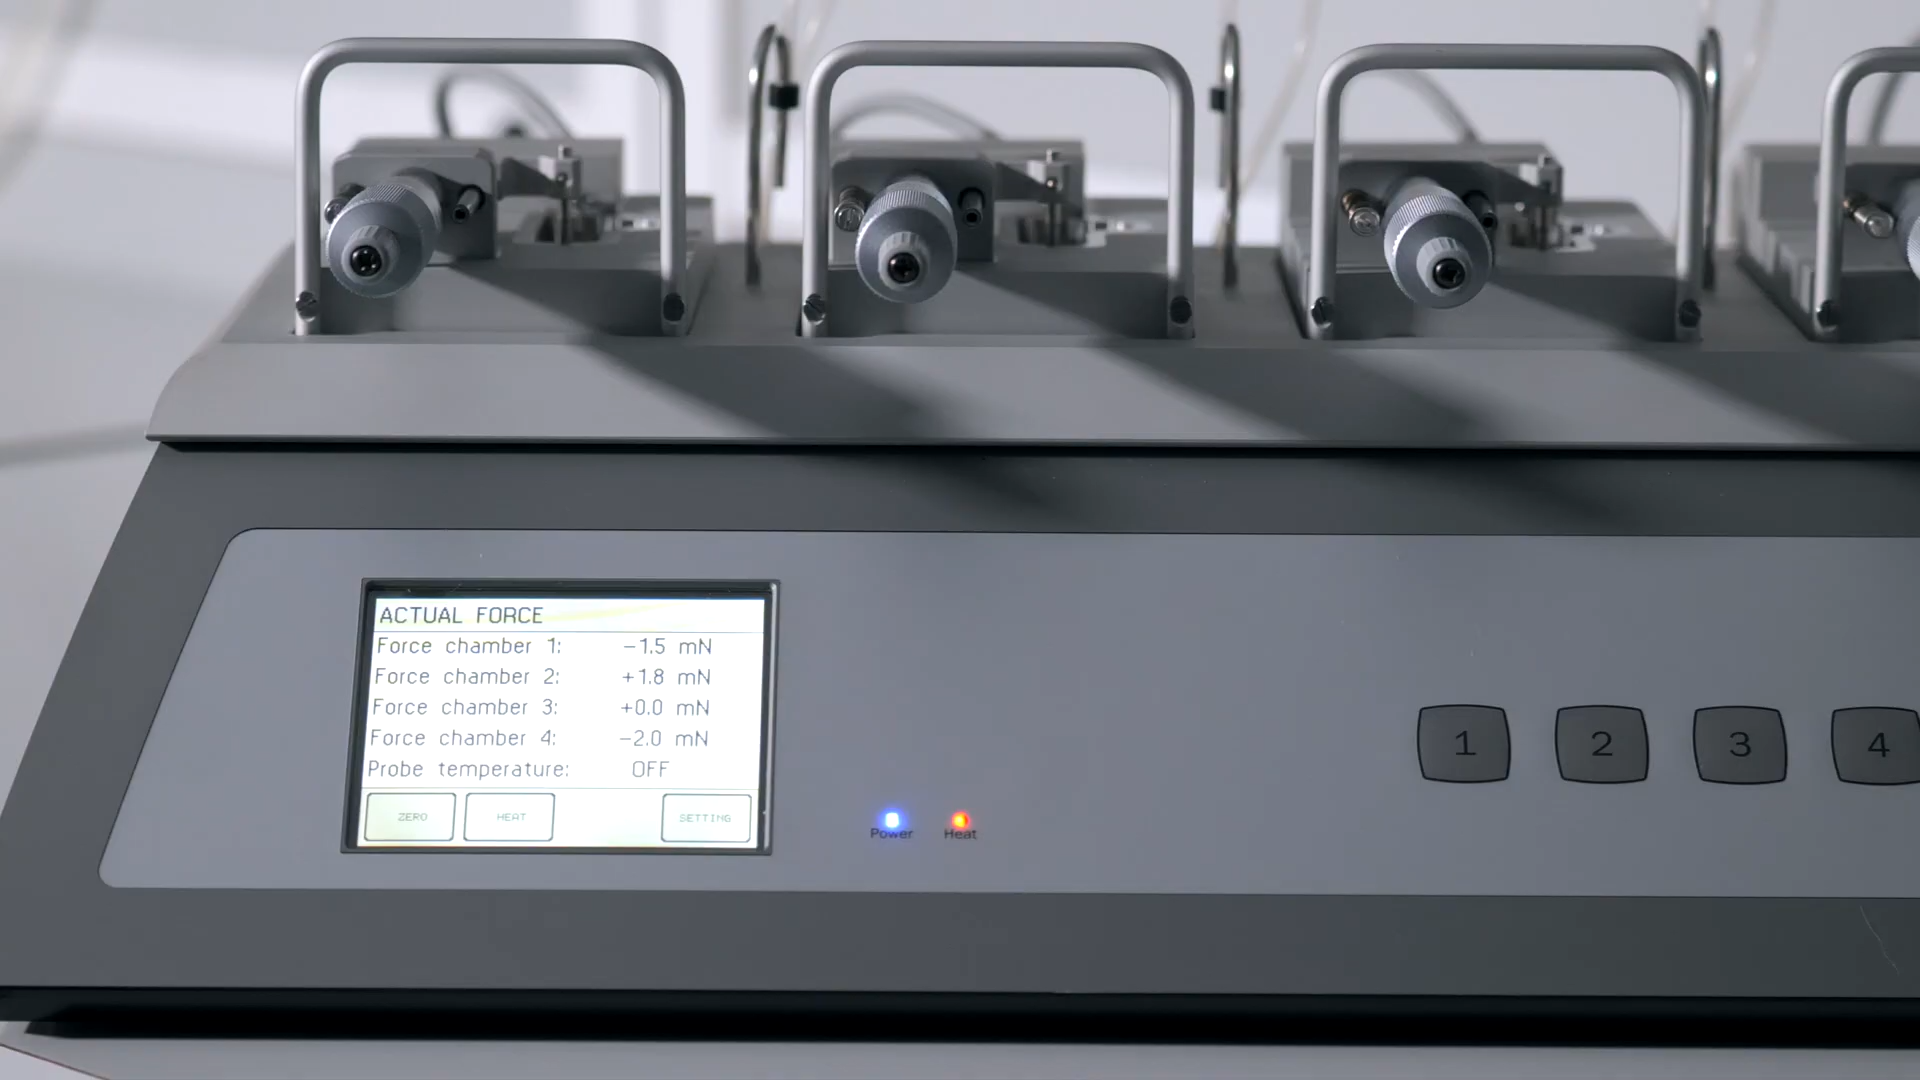 ACTUAL FORCE
Force chamber 1: -1.5 mN
Force chamber 2: +1.8 mN
Force chamber 3: +0.0 mN
Force chamber 4: -2.0 mN
Probe temperature: OFF
ZERO HEAT SETTING
Power Heat
1 2 3 4